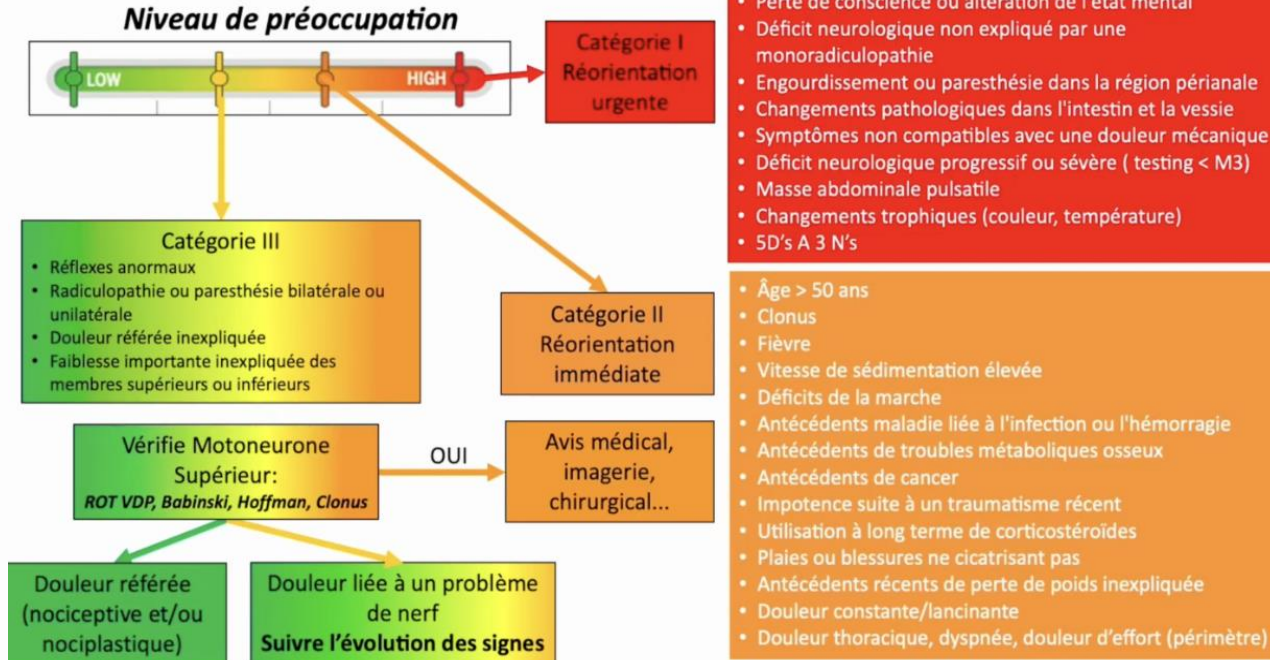 Niveau de préoccupation
LOW
HIGH
Catégorie I
Réorientation
urgente
Perte de conscience ou altération de l'état mental
• Déficit neurologique non expliqué par une
monoradiculopathie
• Engourdissement ou paresthésie dans la région périanale
• Changements pathologiques dans l'intestin et la vessie
• Symptômes non compatibles avec une douleur mécanique
• Déficit neurologique progressif ou sévère ( testing < M3)
• Masse abdominale pulsatile
• Changements trophiques (couleur, température)
• 5D's A 3 N's
Catégorie III
• Réflexes anormaux
• Radiculopathie ou paresthésie bilatérale ou
unilatérale
• Douleur référée inexpliquée
• Faiblesse importante inexpliquée des
membres supérieurs ou inférieurs
Catégorie II
Réorientation
immédiate
• Âge > 50 ans
• Clonus
• Fièvre
• Vitesse de sédimentation élevée
• Déficits de la marche
• Antécédents maladie liée à l'infection ou l'hémorragie
• Antécédents de troubles métaboliques osseux
• Antécédents de cancer
• Impotence suite à un traumatisme récent
• Utilisation à long terme de corticostéroïdes
• Plaies ou blessures ne cicatrisant pas
• Antécédents récents de perte de poids inexpliquée
• Douleur constante/lancinante
• Douleur thoracique, dyspnée, douleur d'effort (périmètre)
Vérifie Motoneurone
Supérieur:
ROT VDP, Babinski, Hoffman, Clonus
OUI
Avis médical,
imagerie,
chirurgical...
Douleur référée
(nociceptive et/ou
nociplastique)
Douleur liée à un problème
de nerf
Suivre l'évolution des signes